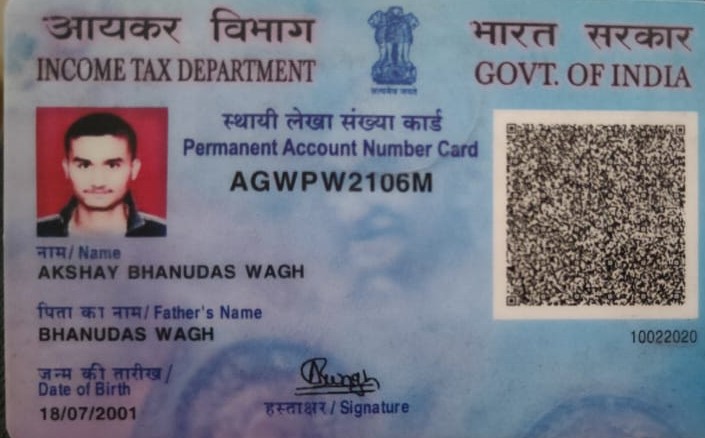 आयकर विभाग
INCOME TAX DEPARTMENT
भारत सरकार
GOVT. OF INDIA
सत्यमेव जयते
स्थायी लेखा संख्या कार्ड
Permanent Account Number Card
AGWPW2106M
नाम/ Name
AKSHAY BHANUDAS WAGH
पिता का नाम/ Father's Name
BHANUDAS WAGH
जन्म की तारीख /
Date of Birth
18/07/2001
हस्ताक्षर / Signature
10022020